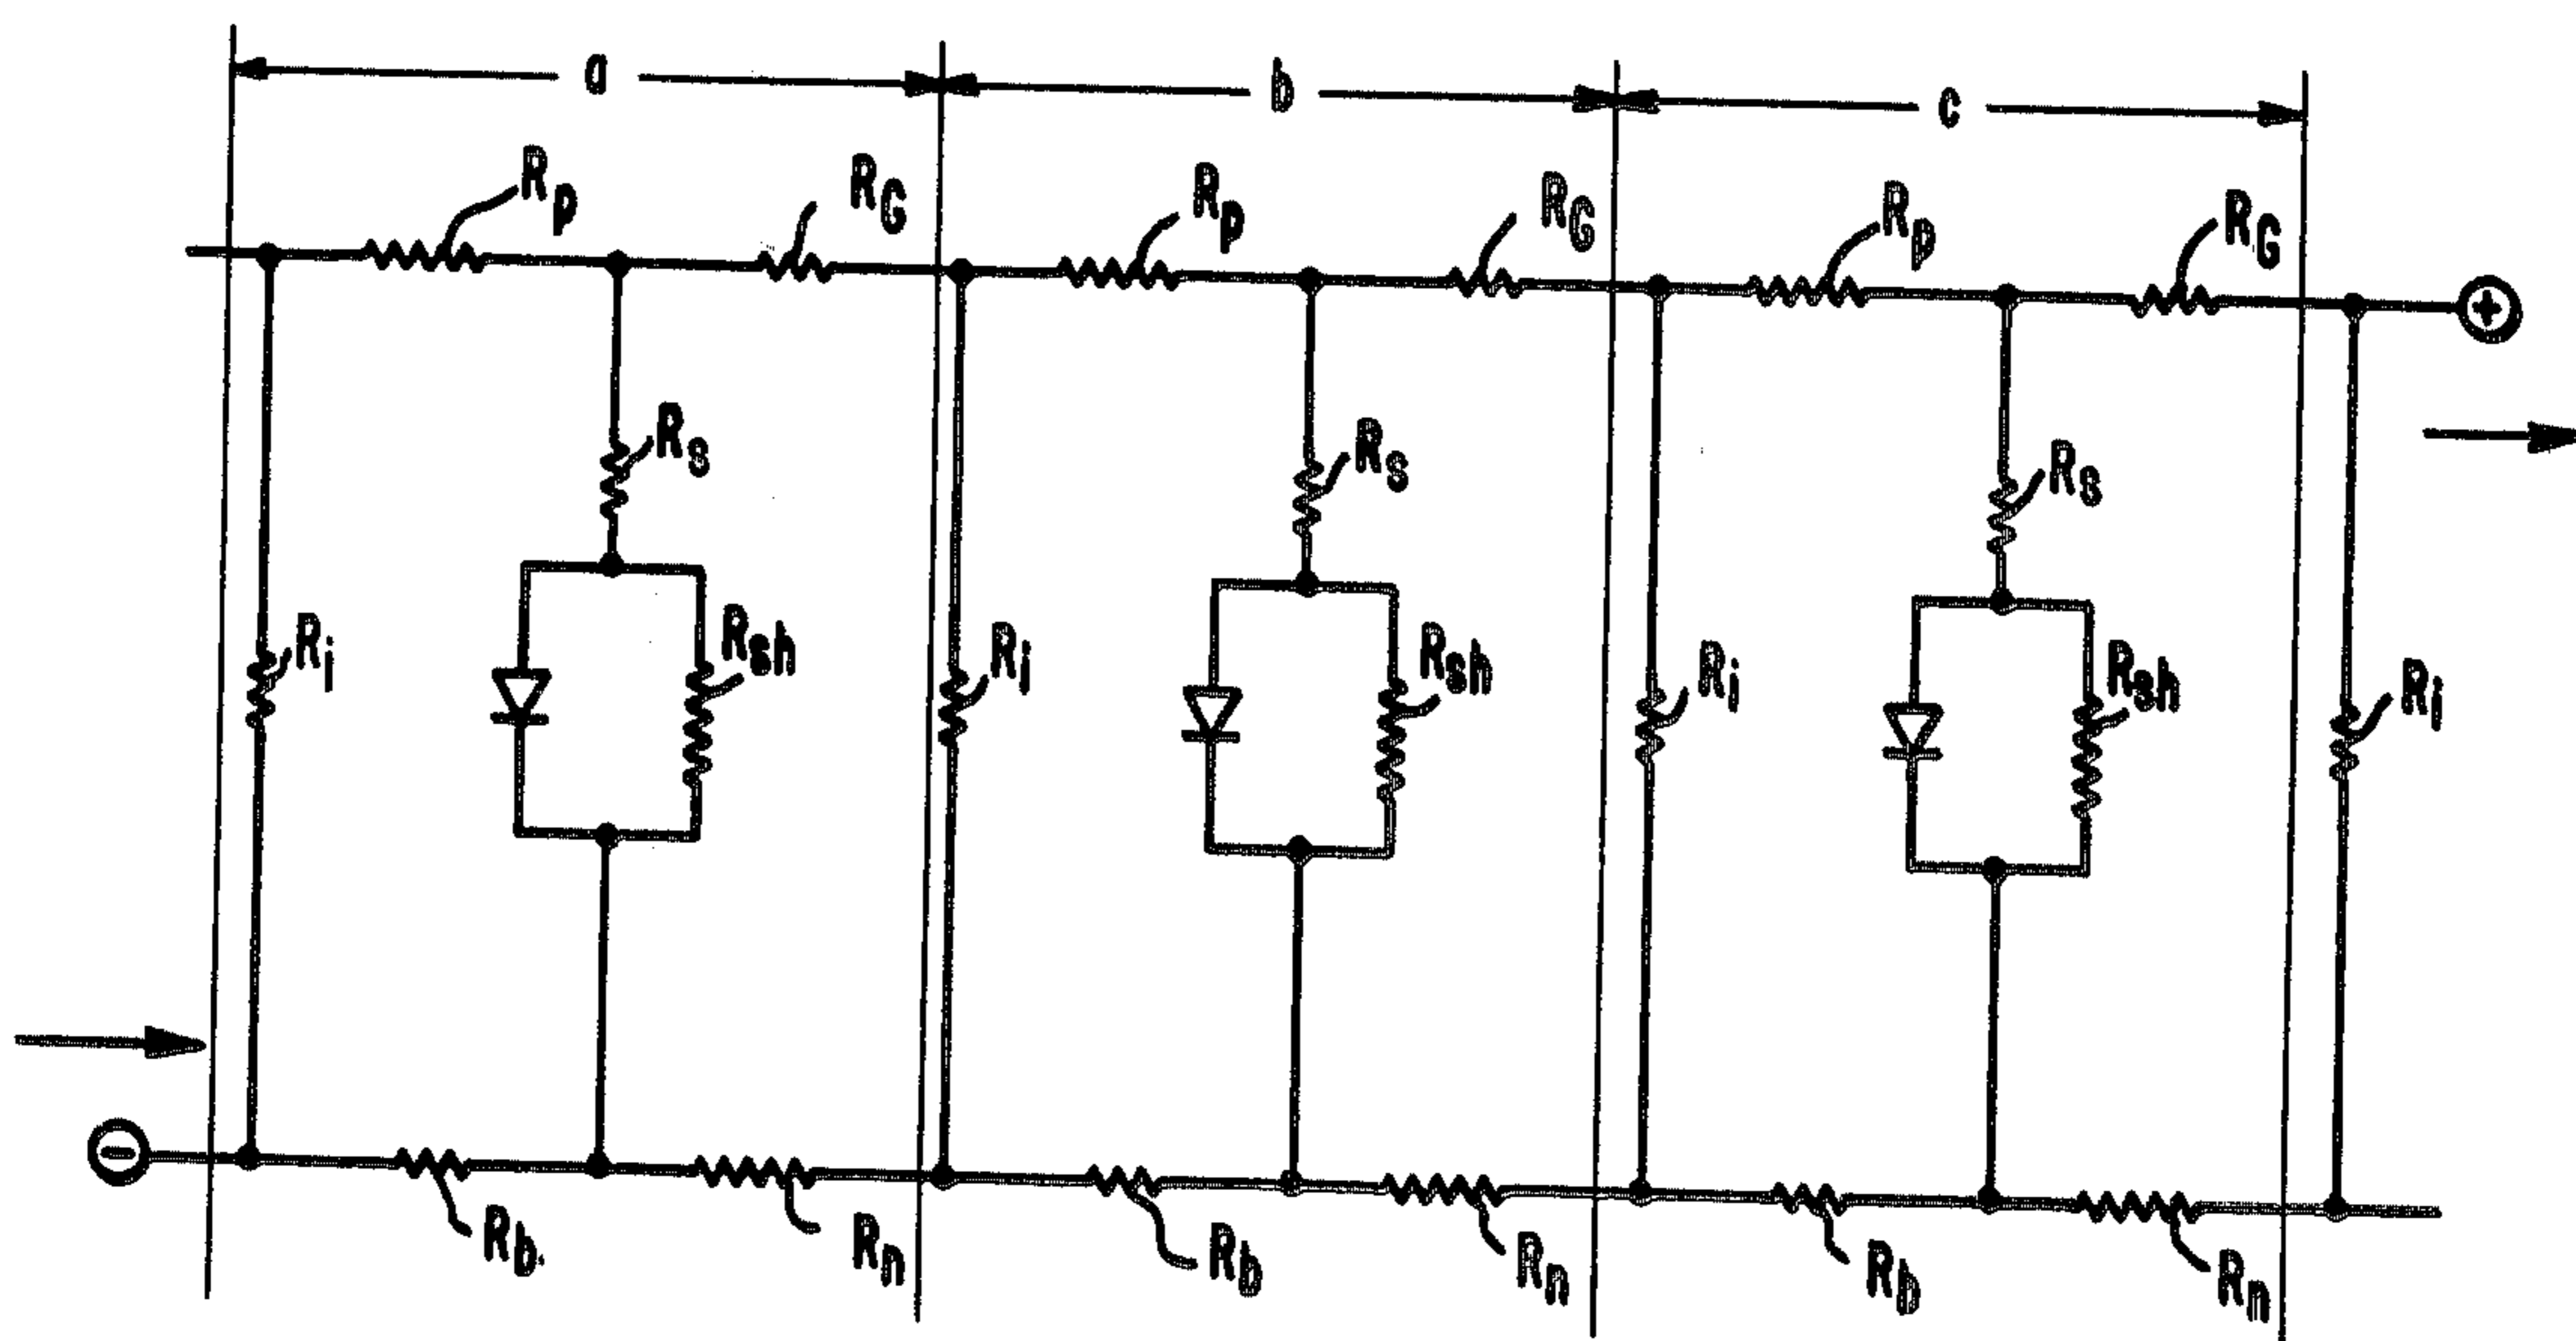 a b c
Rp RG Rp RG Rp RG
+
Rs Rs Rs
Ri Rsh Ri Rsh Ri Rsh Ri
−
Rb Rn Rb Rn Rb Rn